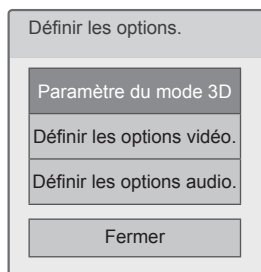 Définir les options.
Paramètre du mode 3D
Définir les options vidéo.
Définir les options audio.
Fermer